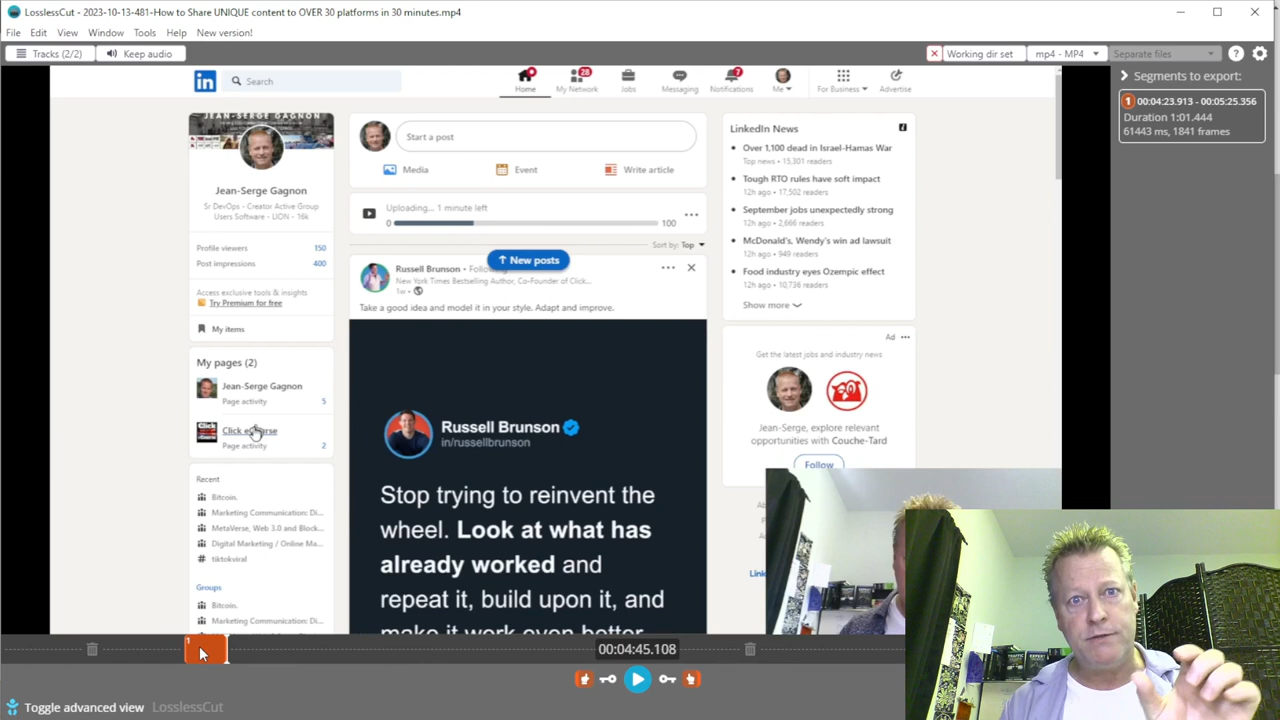 LosslessCut - 2023-10-13-481-How to Share UNIQUE content to OVER 30 platforms in 30 minutes.mp4
File Edit View Window Tools Help New version!
Tracks (2/2) Keep audio Working dir set mp4 - MP4 Separate files ?
Segments to export:
1 00:04:23.913 - 00:05:25.356
Duration 1:01.444
61443 ms, 1841 frames
in Search
Home
28 My Network
Jobs
Messaging
7 Notifications
Me
For Business
Advertise
JEAN-SERGE GAGNON
Jean-Serge Gagnon
Sr DevOps - Creator Active Group
Users Software - UON - 16k
Profile viewers 150
Post impressions 400
Access exclusive tools & insights
Try Premium for free
My items
My pages (2)
Jean-Serge Gagnon
Page activity 5
Page activity 2
Recent
Bitcoin.
Marketing Communication: Di...
MetaVerse, Web 3.0 and Block...
Digital Marketing / Online Ma...
# tiktokviral
Groups
Bitcoin.
Marketing Communication: Di...
Start a post
Media Event Write article
Uploading... 1 minute left
0 100
Sort by: Top
New posts
Russell Brunson •
New York Times Bestselling Author, Co-Founder of Click...
1w •
Take a good idea and model it in your style. Adapt and improve.
Russell Brunson
in/russellbrunson
Stop trying to reinvent the
wheel. Look at what has
already worked and
repeat it, build upon it, and
make it work even better
LinkedIn News
Over 1,100 dead in Israel-Hamas War
Top news • 15,301 readers
Tough RTO rules have soft impact
12h ago • 17,502 readers
September jobs unexpectedly strong
12h ago • 2,666 readers
McDonald's, Wendy's win ad lawsuit
12h ago • 949 readers
Food industry eyes Ozempic effect
12h ago • 10,736 readers
Show more
Ad
Get the latest jobs and industry news
Jean-Serge, explore relevant
opportunities with Couche-Tard
Follow
1
00:04:45.108
Toggle advanced view LosslessCut